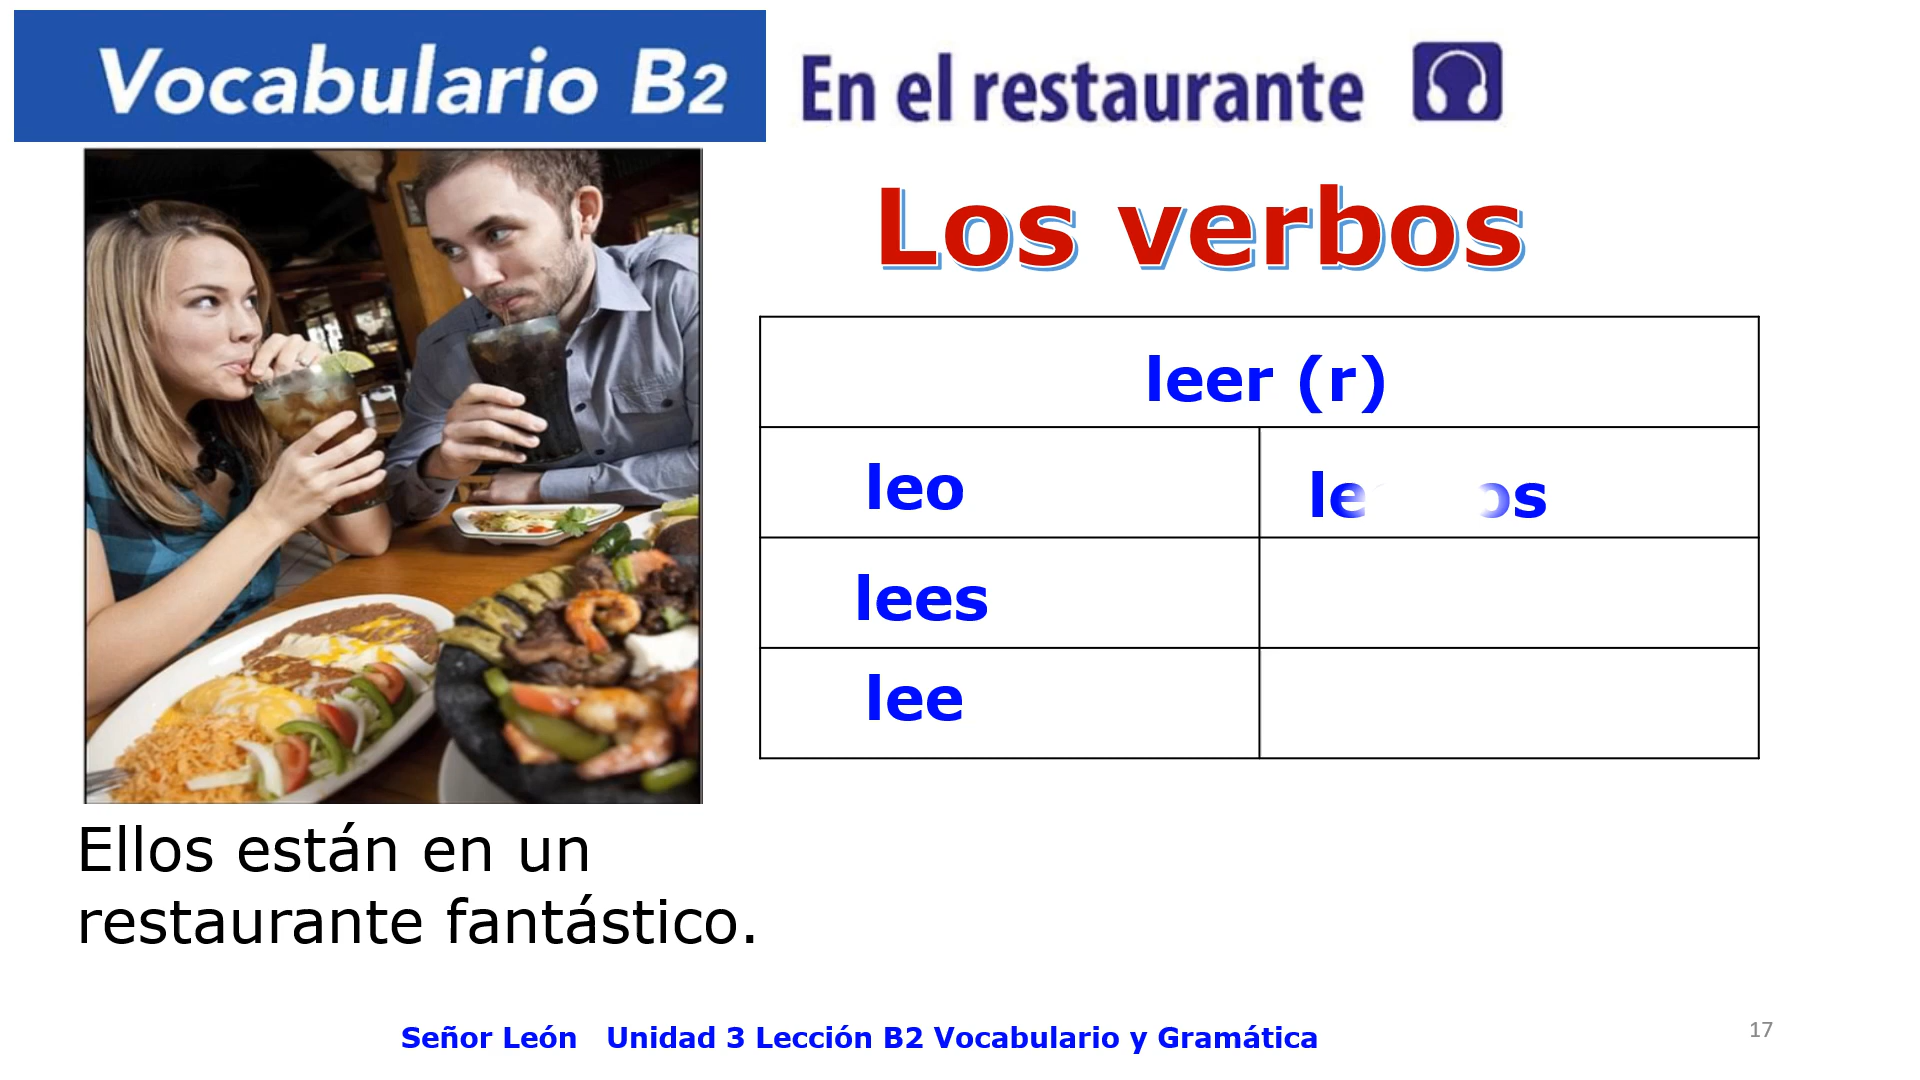 Vocabulario B2
En el restaurante
Los verbos
leer (r)
leo
lees
lee
Ellos están en un
restaurante fantástico.
Señor León Unidad 3 Lección B2 Vocabulario y Gramática
17